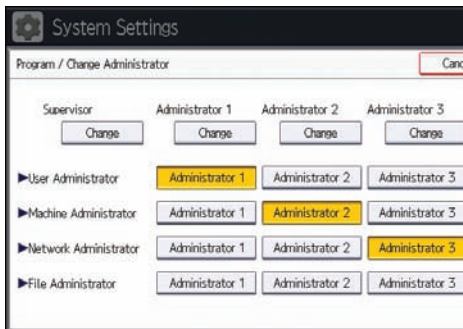 System Settings
Program / Change Administrator Canc
Supervisor Administrator 1 Administrator 2 Administrator 3
Change Change Change Change
►User Administrator Administrator 1 Administrator 2 Administrator 3
►Machine Administrator Administrator 1 Administrator 2 Administrator 3
►Network Administrator Administrator 1 Administrator 2 Administrator 3
►File Administrator Administrator 1 Administrator 2 Administrator 3